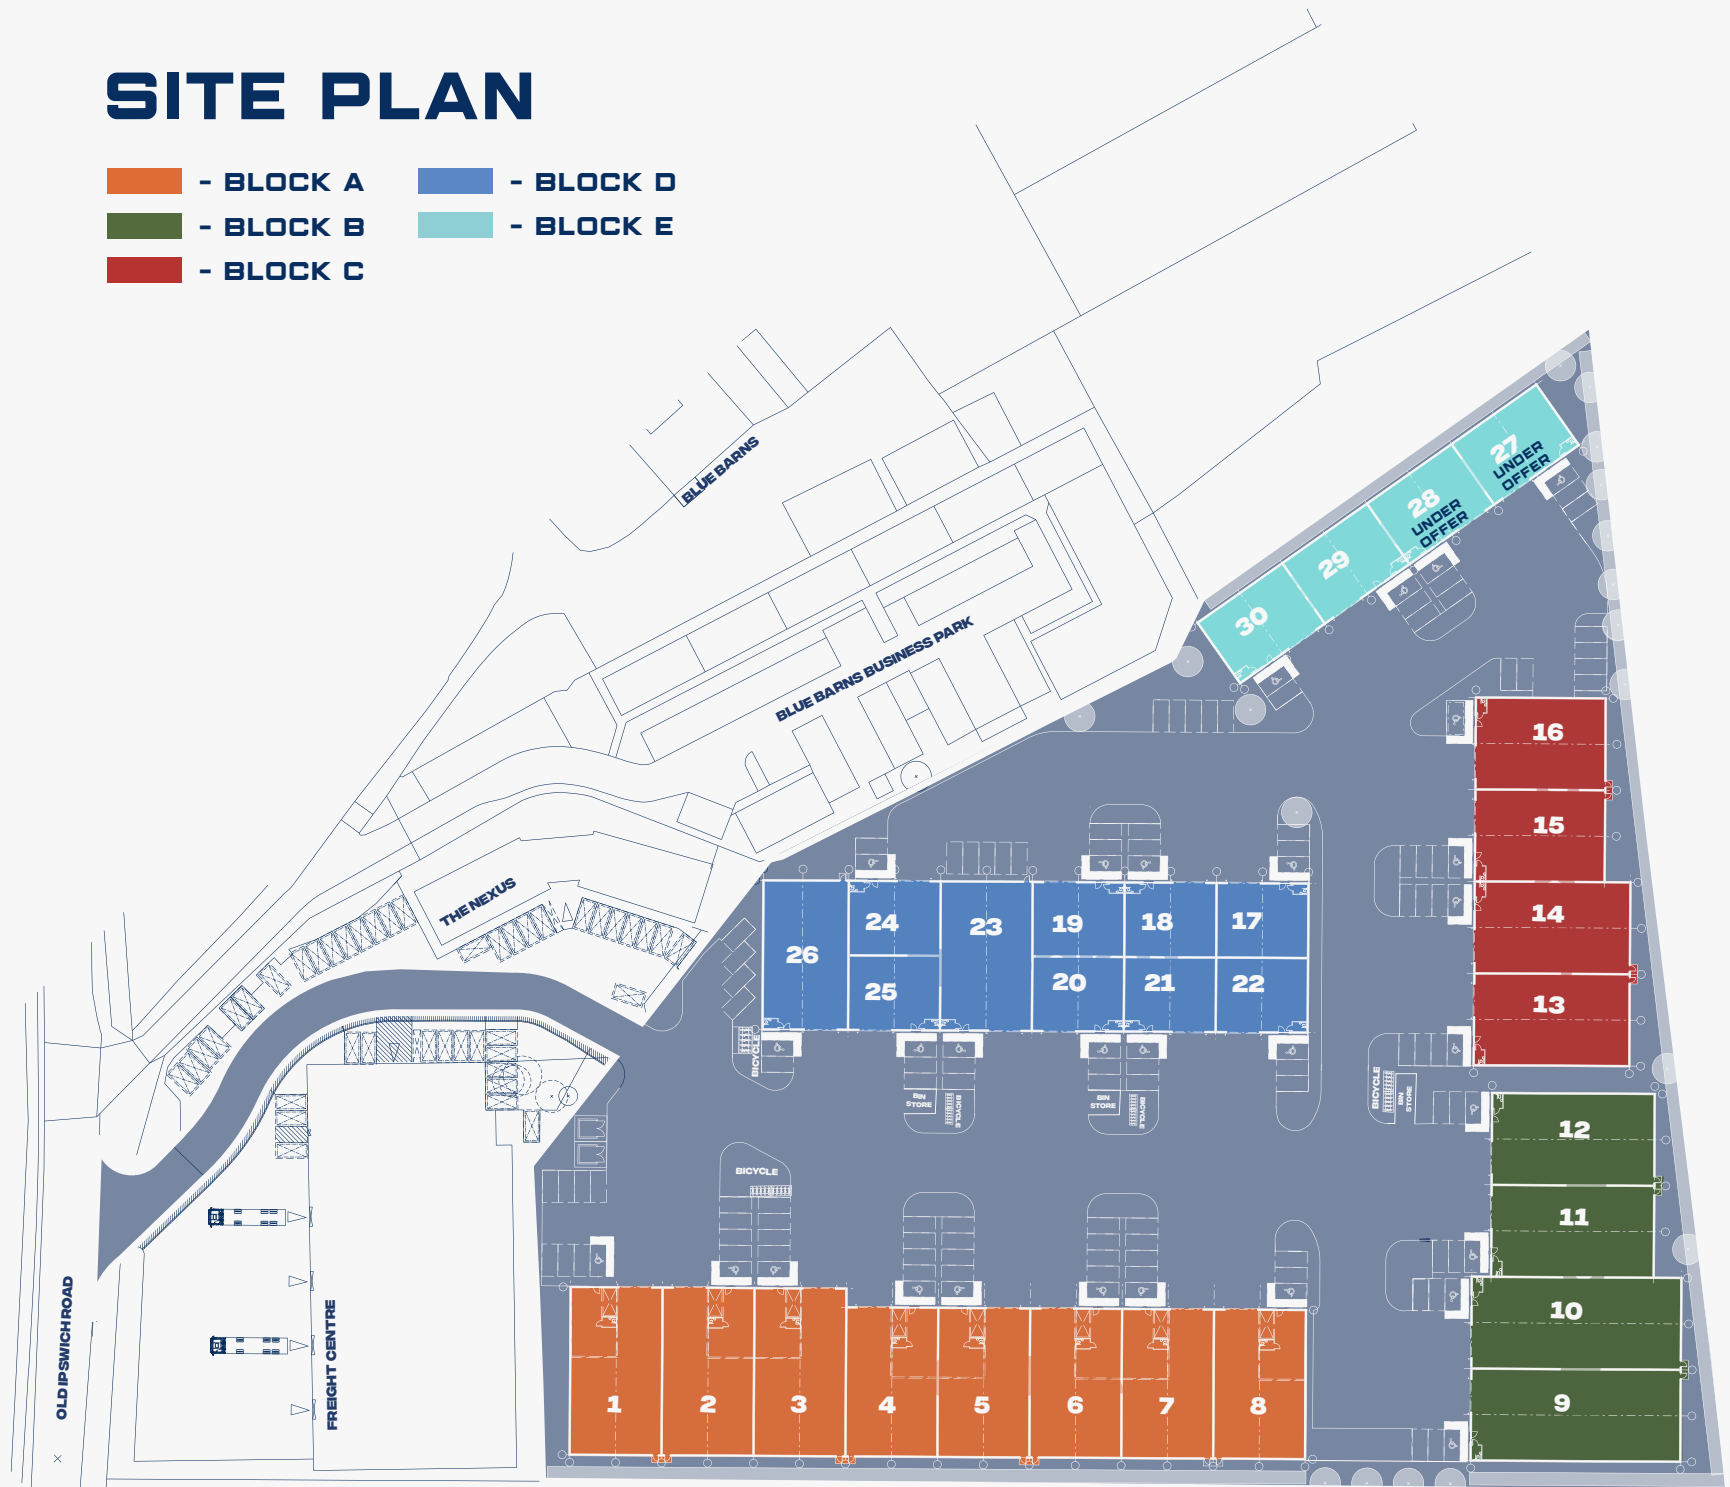 SITE PLAN
- BLOCK A
- BLOCK B
- BLOCK C
- BLOCK D
- BLOCK E
BLUE BARNS
BLUE BARNS BUSINESS PARK
THE NEXUS
OLD IPSWICH ROAD
FREIGHT CENTRE
27
UNDER
OFFER
28
UNDER
OFFER
29
30
16
15
14
13
12
11
10
9
26
24
25
23
19
20
18
21
17
22
BICYCLE
BIN
STORE
BICYCLE
BIN
STORE
BICYCLE
BICYCLE
BIN
STORE
BICYCLE
1
2
3
4
5
6
7
8